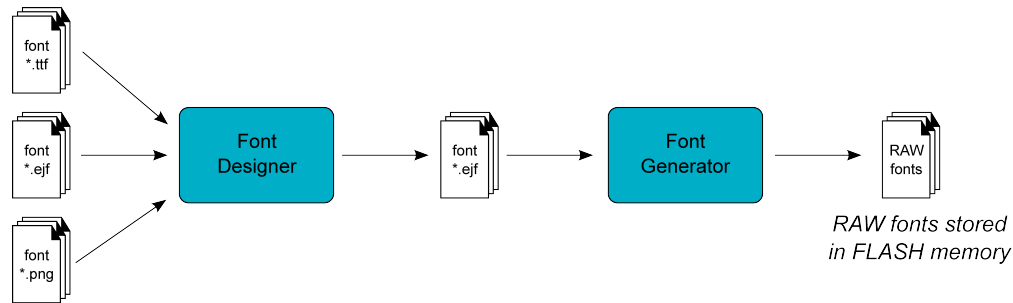 font
*.ttf
font
*.ejf
font
*.png
Font
Designer
font
*.ejf
Font
Generator
RAW
fonts
RAW fonts stored
in FLASH memory